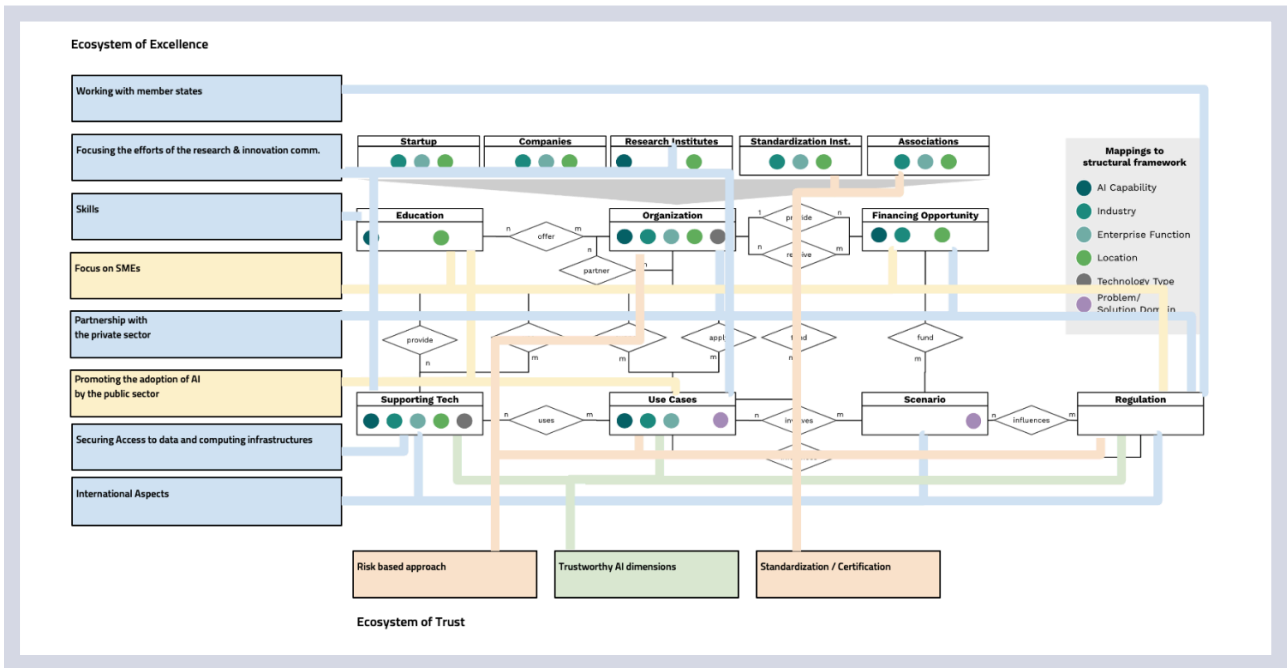 Ecosystem of Excellence
Working with member states
Focusing the efforts of the research & innovation comm.
Skills
Focus on SMEs
Partnership with
the private sector
Promoting the adoption of AI
by the public sector
Securing Access to data and computing infrastructures
International Aspects
Startup
Companies
Research Institutes
Standardization Inst.
Associations
Mappings to
structural framework
AI Capability
Industry
Enterprise Function
Location
Technology Type
Problem/
Solution Domain
Education
n
offer
m
Organization
1
provide
n
n
receive
m
Financing Opportunity
n
partner
m
provide
n
m
m
apply
m
fund
n
fund
m
Supporting Tech
n
uses
m
Use Cases
n
involves
m
Scenario
n
influences
m
Regulation
n
m
Risk based approach
Trustworthy AI dimensions
Standardization / Certification
Ecosystem of Trust